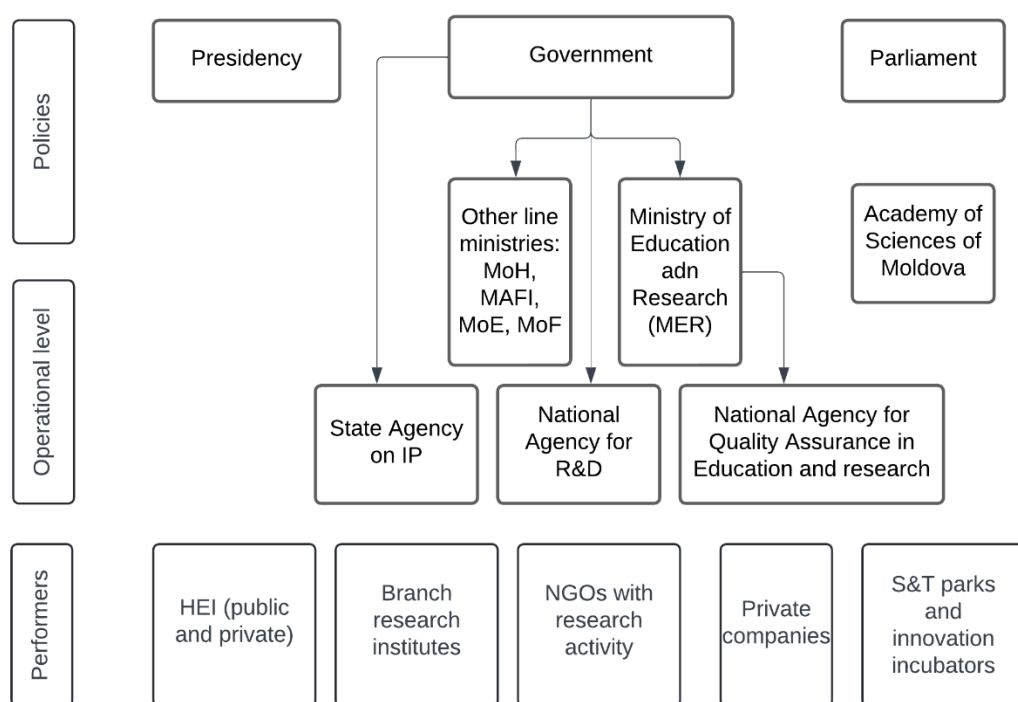 Policies
Presidency
Government
Parliament
Other line
ministries:
MoH,
MAFI,
MoE, MoF
Ministry of
Education
adn
Research
(MER)
Academy of
Sciences of
Moldova
Operational level
State Agency
on IP
National
Agency for
R&D
National Agency for
Quality Assurance in
Education and research
Performers
HEI (public
and private)
Branch
research
institutes
NGOs with
research
activity
Private
companies
S&T parks
and
innovation
incubators